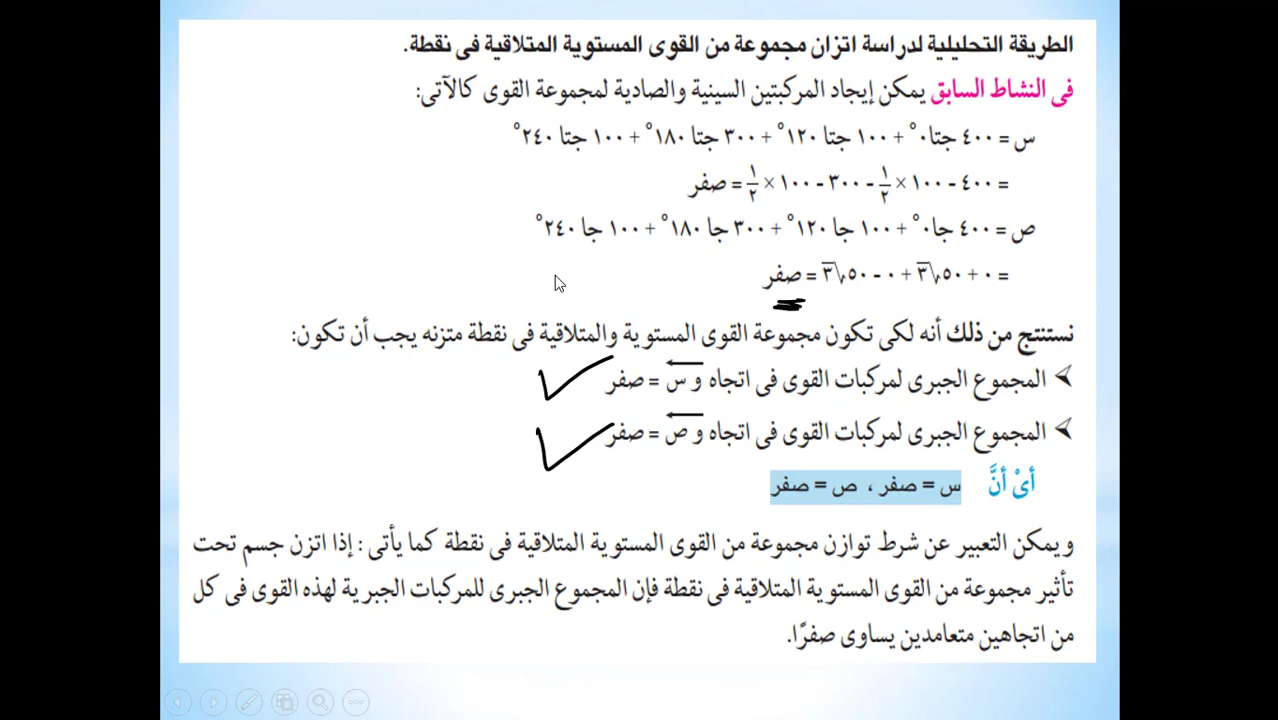 الطريقة التحليلية لدراسة اتزان مجموعة من القوى المستوية المتلاقية فى نقطة.
فى النشاط السابق يمكن إيجاد المركبتين السينية والصادية لمجموعة القوى كالآتى:
س = ٤٠٠ جتا٠° + ١٠٠ جتا ١٢٠° + ٣٠٠ جتا ١٨٠° + ١٠٠ جتا ٢٤٠°
= ٤٠٠ - ١٠٠ × ١/٢ - ٣٠٠ - ١٠٠ × ١/٢ = صفر
ص = ٤٠٠ جا٠° + ١٠٠ جا ١٢٠° + ٣٠٠ جا ١٨٠° + ١٠٠ جا ٢٤٠°
= ٠ + ٥٠√٣ + ٠ - ٥٠√٣ = صفر
نستنتج من ذلك أنه لكى تكون مجموعة القوى المستوية والمتلاقية فى نقطة متزنه يجب أن تكون:
المجموع الجبرى لمركبات القوى فى اتجاه و س = صفر
المجموع الجبرى لمركبات القوى فى اتجاه و ص = صفر
أىْ أنَّ س = صفر ، ص = صفر
ويمكن التعبير عن شرط توازن مجموعة من القوى المستوية المتلاقية فى نقطة كما يأتى : إذا اتزن جسم تحت
تأثير مجموعة من القوى المستوية المتلاقية فى نقطة فإن المجموع الجبرى للمركبات الجبرية لهذه القوى فى كل
من اتجاهين متعامدين يساوى صفرًا.